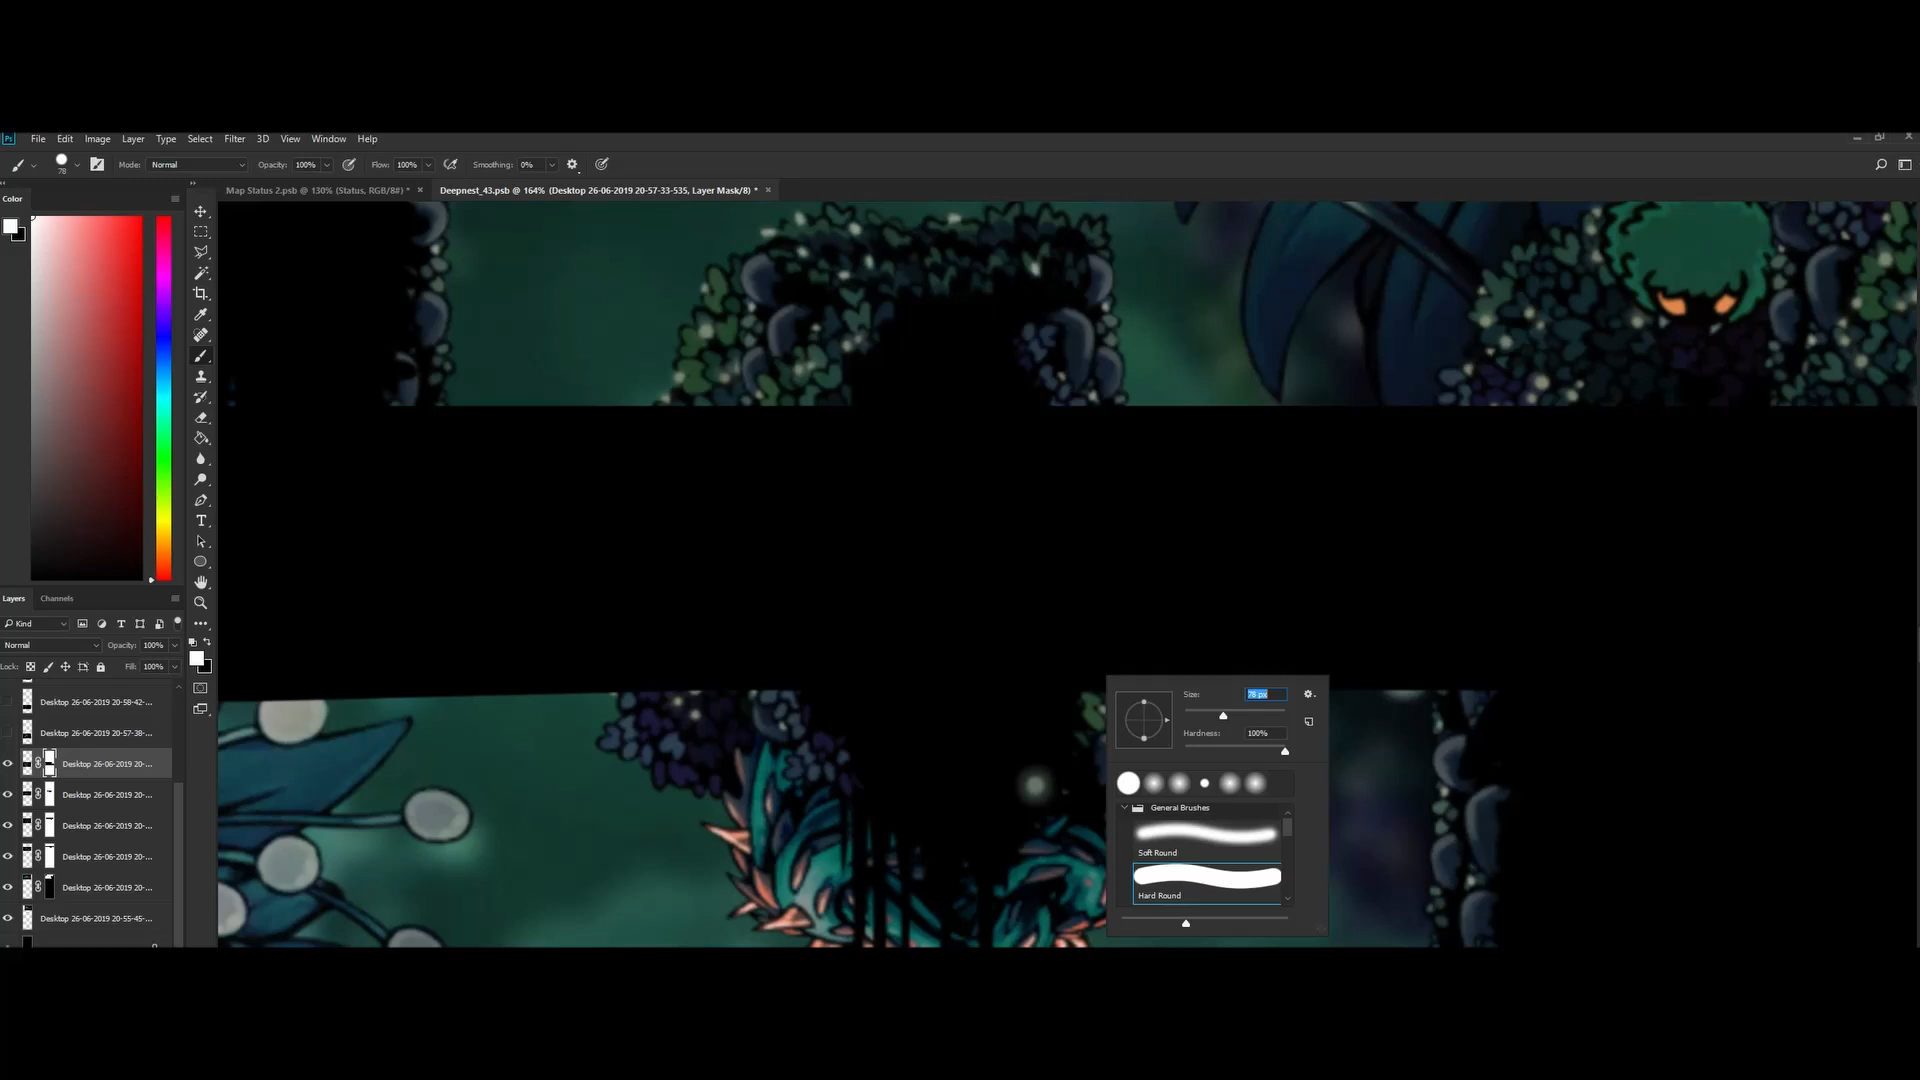 Ps File Edit Image Layer Type Select Filter 3D View Window Help
78 Mode: Normal Opacity: 100% Flow: 100% Smoothing: 0%
Color
Map Status 2.psb @ 130% (Status, RGB/8#) * Deepnest_43.psb @ 164% (Desktop 26-06-2019 20-57-33-535, Layer Mask/8) *
Layers Channels
Kind
Normal Opacity: 100%
Lock: Fill: 100%
Desktop 26-06-2019 20-58-42-...
Desktop 26-06-2019 20-57-38-...
Desktop 26-06-2019 20-...
Desktop 26-06-2019 20-...
Desktop 26-06-2019 20-...
Desktop 26-06-2019 20-...
Desktop 26-06-2019 20-...
Desktop 26-06-2019 20-55-45-...
Size: 78 px
Hardness: 100%
General Brushes
Soft Round
Hard Round